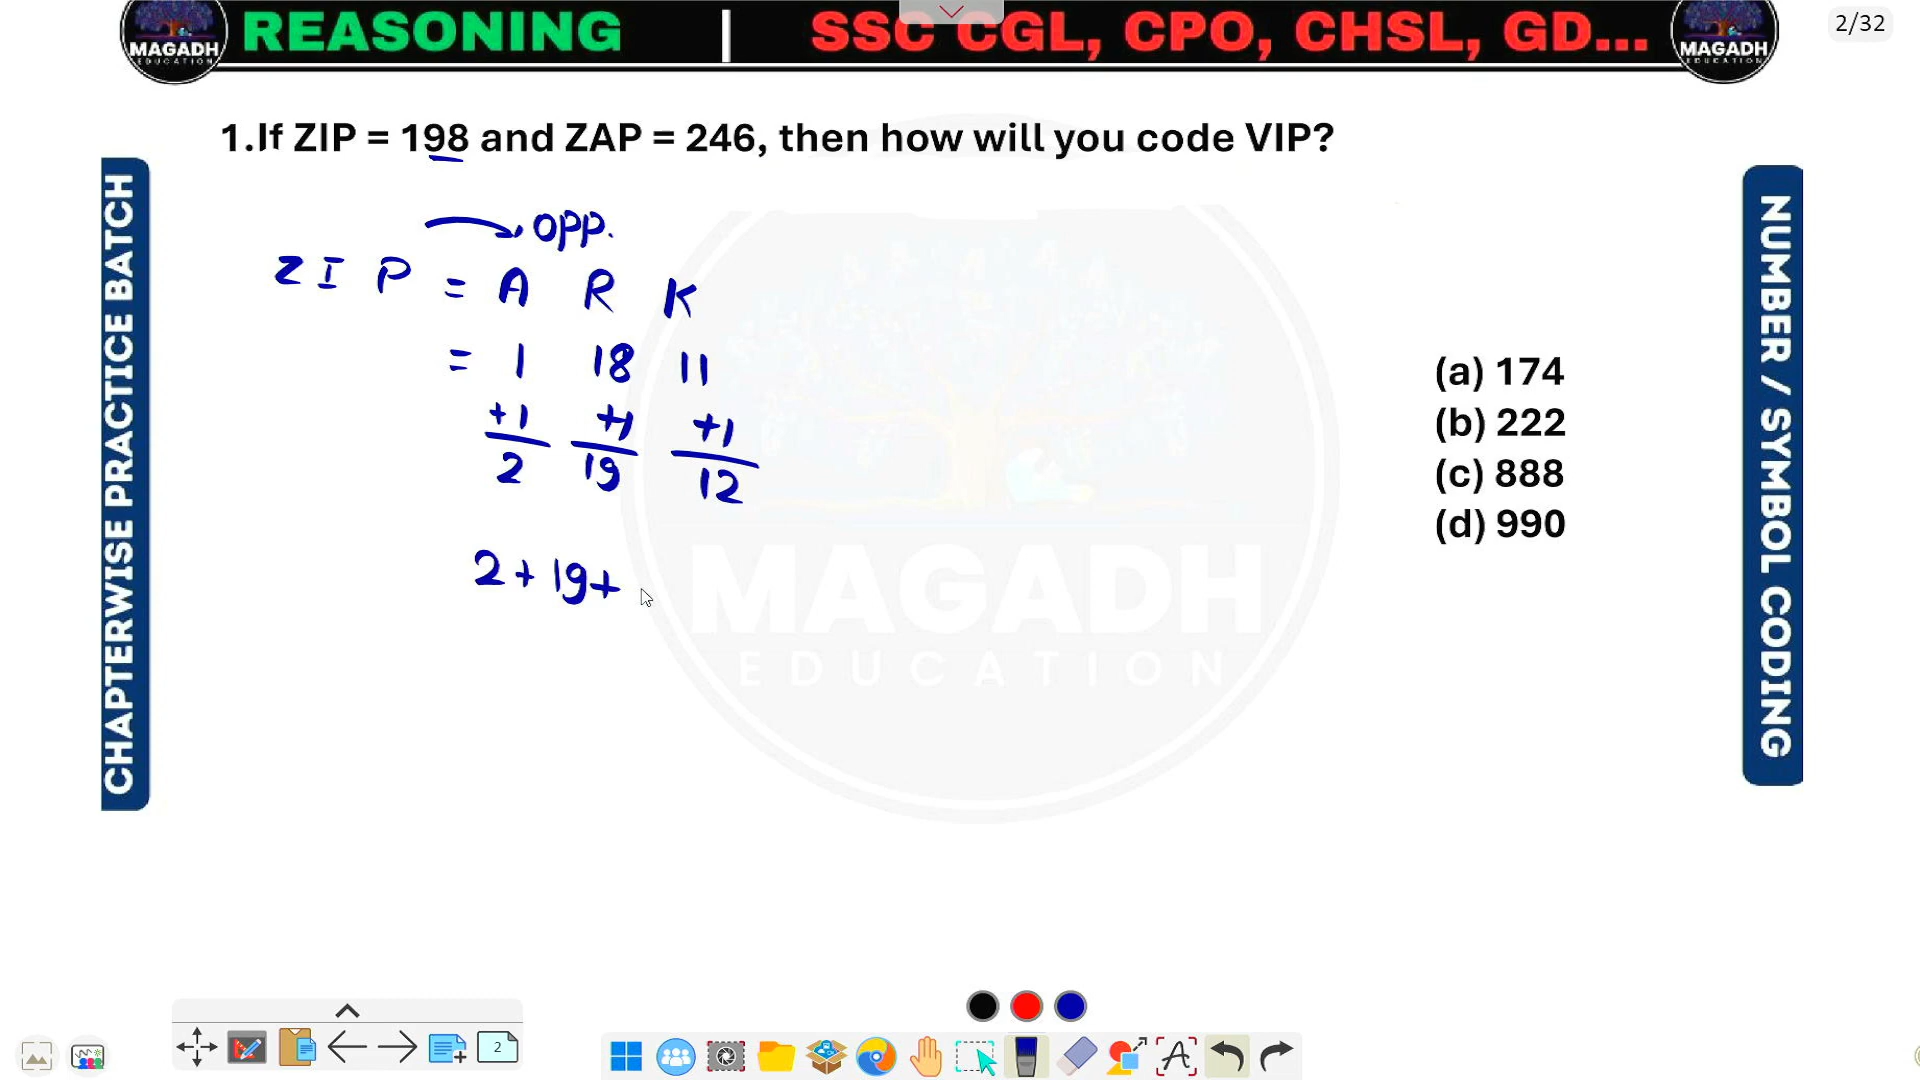 REASONING | SSC CGL, CPO, CHSL, GD...
MAGADH
EDUCATION
MAGADH
EDUCATION
2/32
1.If ZIP = 198 and ZAP = 246, then how will you code VIP?
CHAPTERWISE PRACTICE BATCH
NUMBER / SYMBOL CODING
opp.
Z I P = A R K
= 1 18 11
+1 +1 +1
2 19 12
2 + 19 +
(a) 174
(b) 222
(c) 888
(d) 990
MAGADH
EDUCATION
2